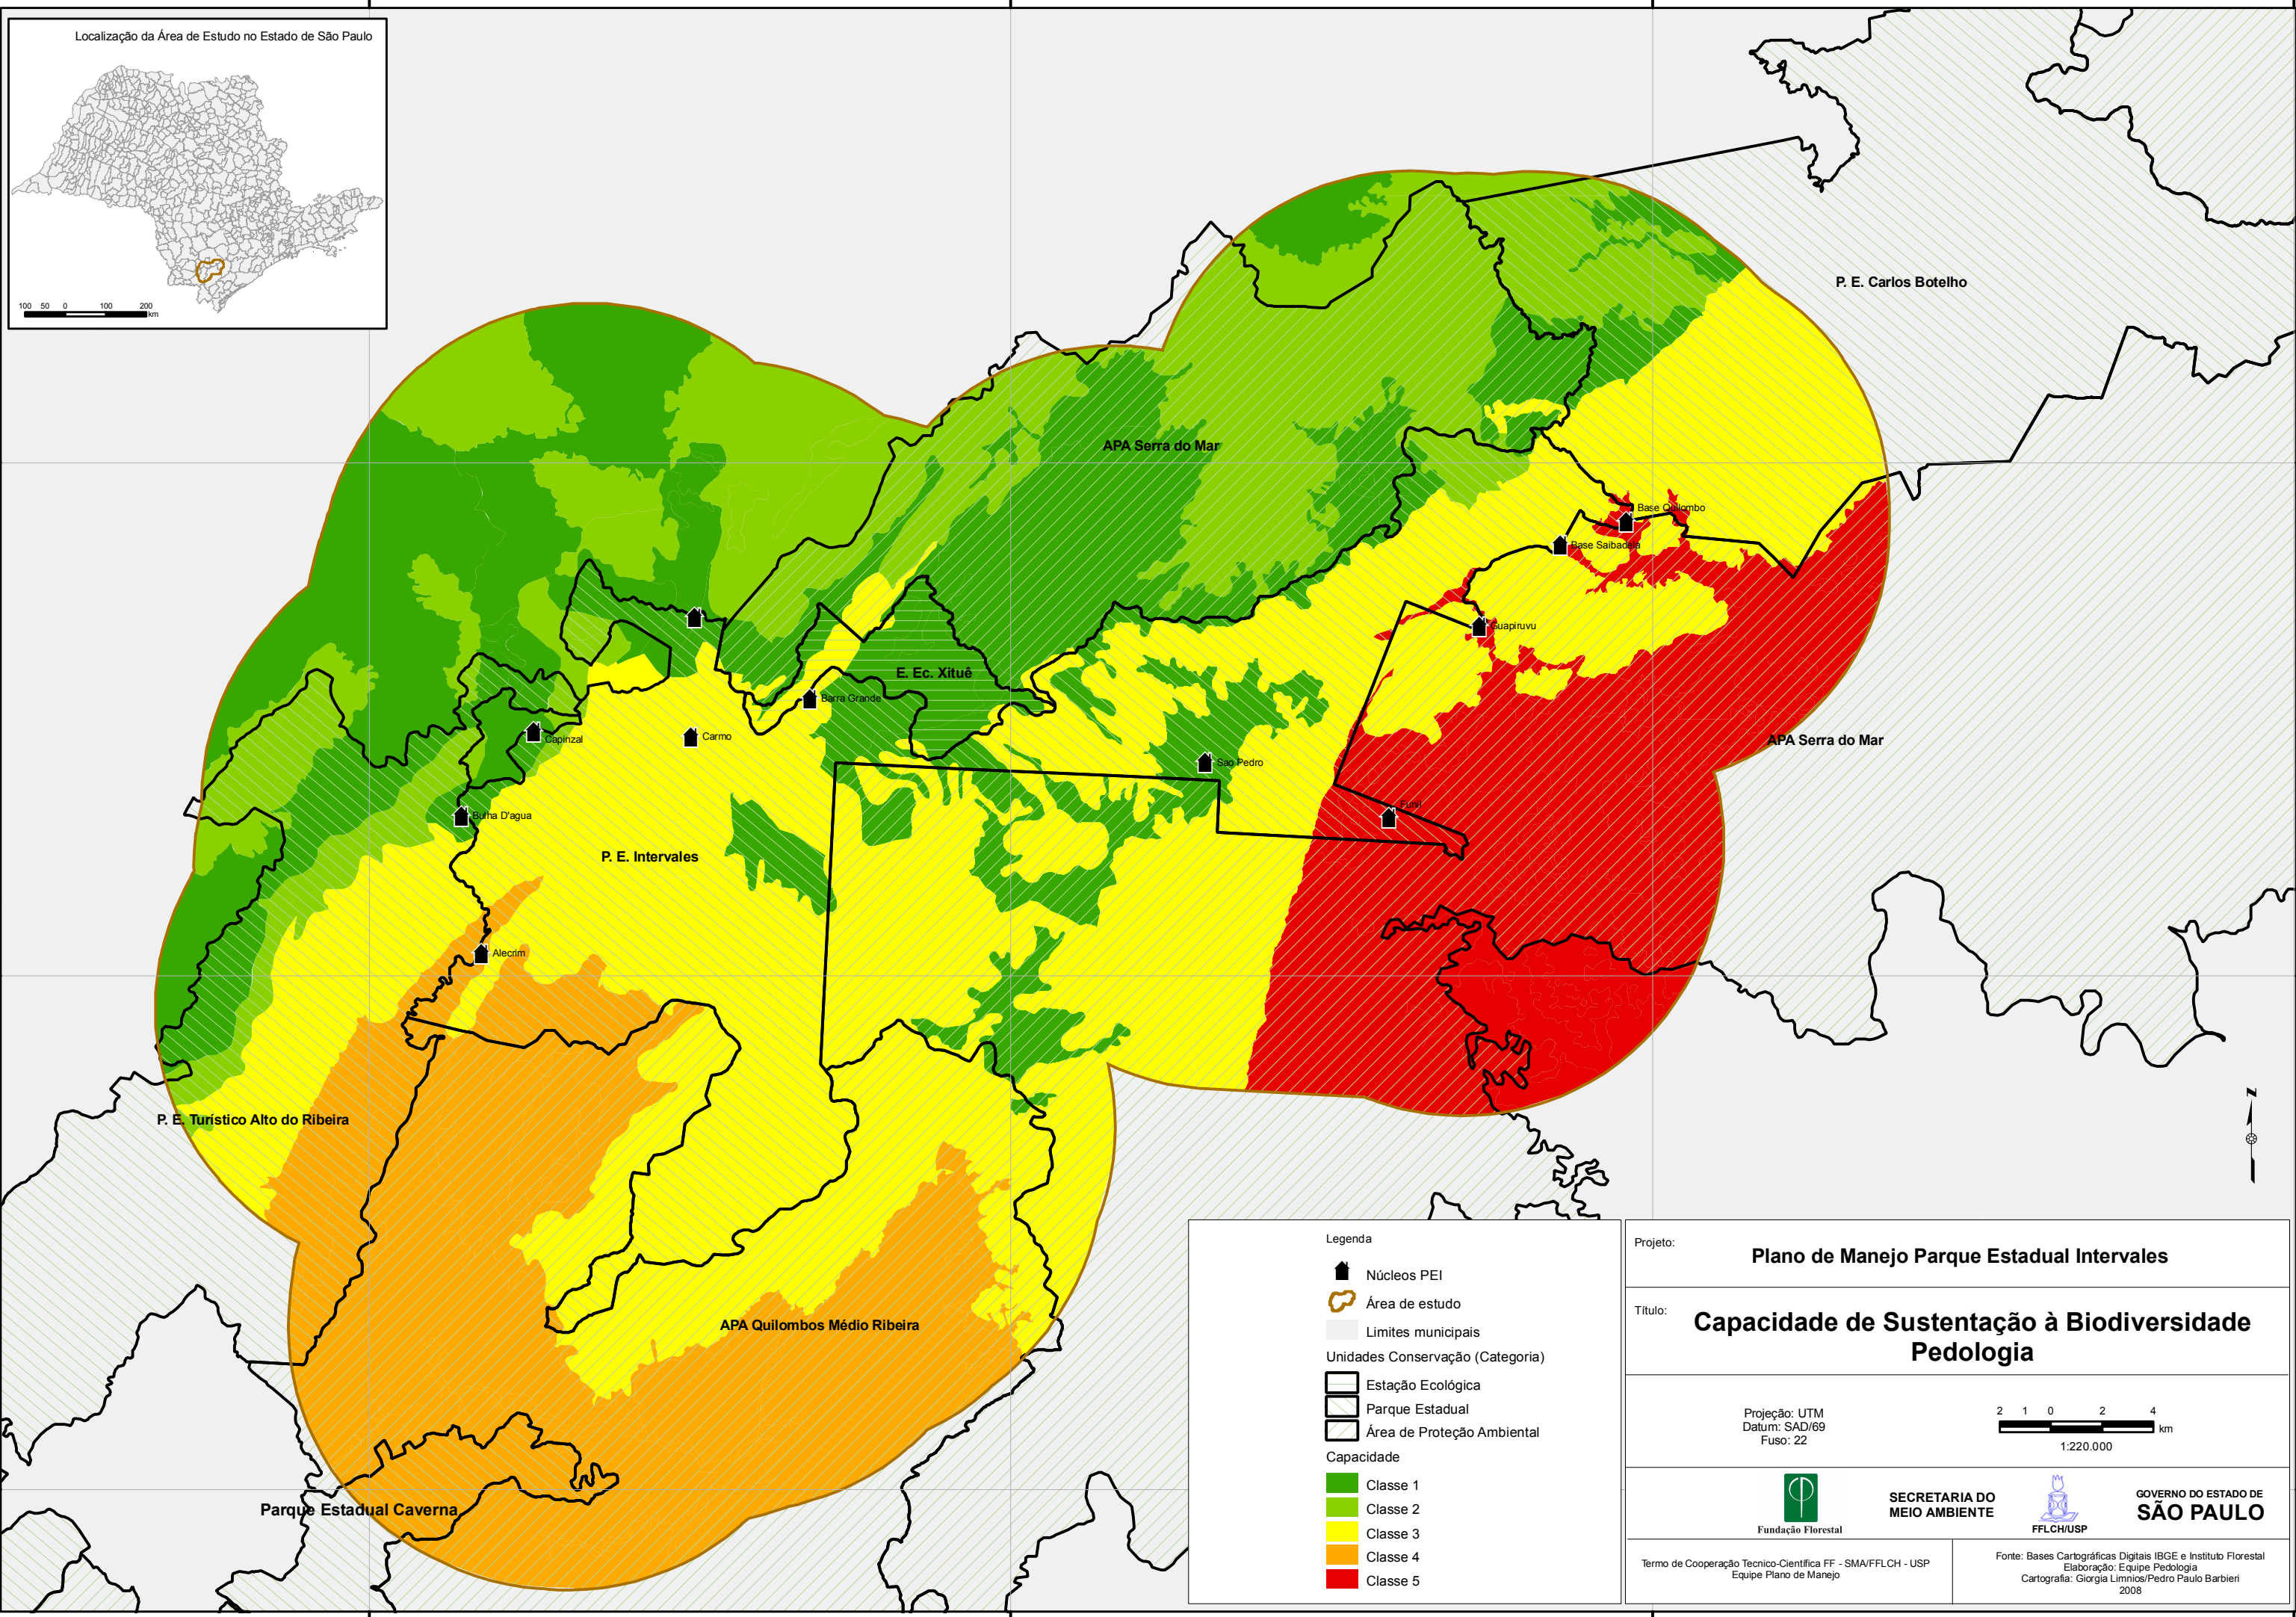 Localização da Área de Estudo no Estado de São Paulo
100 50 0 100 200
km
P. E. Carlos Botelho
APA Serra do Mar
Base Quilombo
Base Saibadela
Guapiruvu
E. Ec. Xituê
Barra Grande
Carmo
Capinzal
APA Serra do Mar
Sao Pedro
Funil
Bulha D'agua
P. E. Intervales
Alecrim
P. E. Turístico Alto do Ribeira
APA Quilombos Médio Ribeira
Parque Estadual Caverna
N
Legenda
Núcleos PEI
Área de estudo
Limites municipais
Unidades Conservação (Categoria)
Estação Ecológica
Parque Estadual
Área de Proteção Ambiental
Capacidade
Classe 1
Classe 2
Classe 3
Classe 4
Classe 5
Projeto:
Plano de Manejo Parque Estadual Intervales
Título:
Capacidade de Sustentação à Biodiversidade
Pedologia
Projeção: UTM
Datum: SAD/69
Fuso: 22
2 1 0 2 4
km
1:220.000
Fundação Florestal
SECRETARIA DO
MEIO AMBIENTE
FFLCH/USP
GOVERNO DO ESTADO DE
SÃO PAULO
Termo de Cooperação Tecnico-Científica FF - SMA/FFLCH - USP
Equipe Plano de Manejo
Fonte: Bases Cartográficas Digitais IBGE e Instituto Florestal
Elaboração: Equipe Pedologia
Cartografia: Giorgia Limnios/Pedro Paulo Barbieri
2008